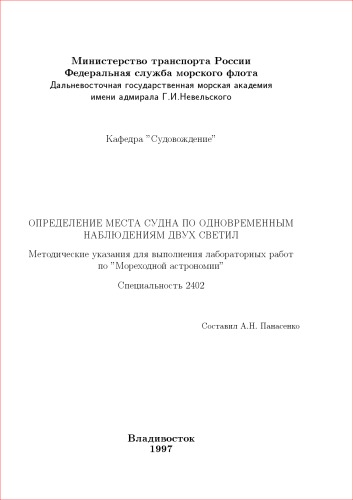 Министерство транспорта России
Федеральная служба морского флота
Дальневосточная государственная морская академия
имени адмирала Г.И.Невельского
Кафедра "Судовождение"
ОПРЕДЕЛЕНИЕ МЕСТА СУДНА ПО ОДНОВРЕМЕННЫМ
НАБЛЮДЕНИЯМ ДВУХ СВЕТИЛ
Методические указания для выполнения лабораторных работ
по "Мореходной астрономии"
Специальность 2402
Составил А.Н. Панасенко
Владивосток
1997